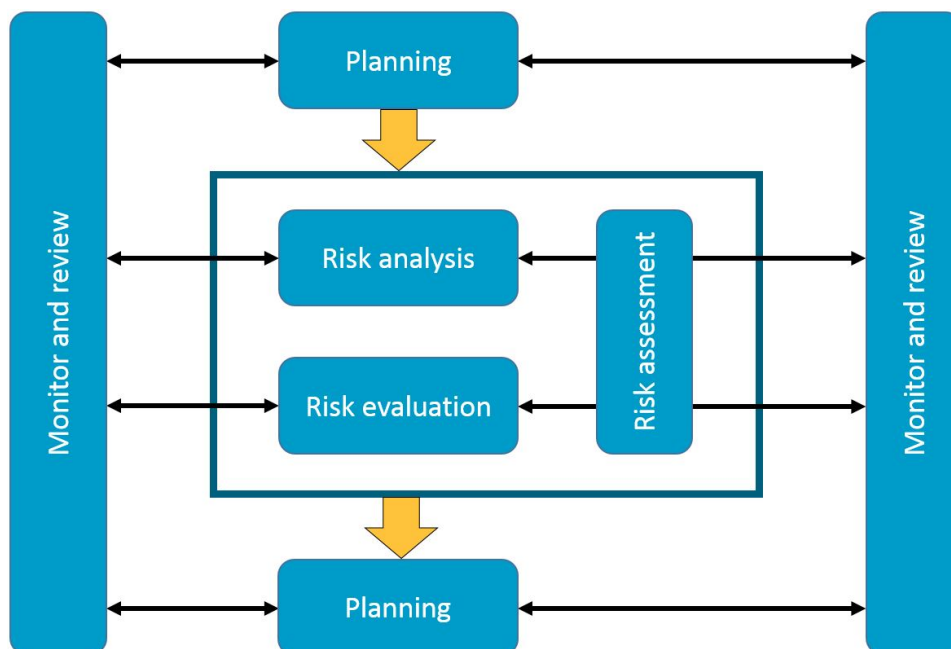 Planning
Monitor and review
Risk analysis
Risk assessment
Monitor and review
Risk evaluation
Planning